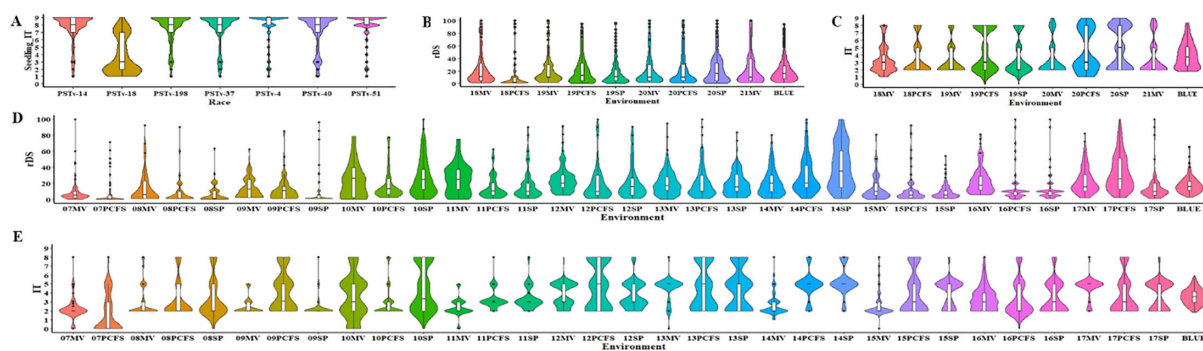 A
Seedling_IT
9
8
7
6
5
4
3
2
1
PSTv-14 PSTv-18 PSTv-198 PSTv-37 PSTv-4 PSTv-40 PSTv-51
Race
B
rDS
100
80
60
40
20
0
18MV 18PCFS 19MV 19PCFS 19SP 20MV 20PCFS 20SP 21MV BLUE
Environment
C
IT
9
8
7
6
5
4
3
2
1
0
18MV 18PCFS 19MV 19PCFS 19SP 20MV 20PCFS 20SP 21MV BLUE
Environment
D
rDS
100
80
60
40
20
0
07MV 07PCFS 08MV 08PCFS 08SP 09MV 09PCFS 09SP 10MV 10PCFS 10SP 11MV 11PCFS 11SP 12MV 12PCFS 12SP 13MV 13PCFS 13SP 14MV 14PCFS 14SP 15MV 15PCFS 15SP 16MV 16PCFS 16SP 17MV 17PCFS 17SP BLUE
Environment
E
IT
9
8
7
6
5
4
3
2
1
0
07MV 07PCFS 08MV 08PCFS 08SP 09MV 09PCFS 09SP 10MV 10PCFS 10SP 11MV 11PCFS 11SP 12MV 12PCFS 12SP 13MV 13PCFS 13SP 14MV 14PCFS 14SP 15MV 15PCFS 15SP 16MV 16PCFS 16SP 17MV 17PCFS 17SP BLUE
Environment